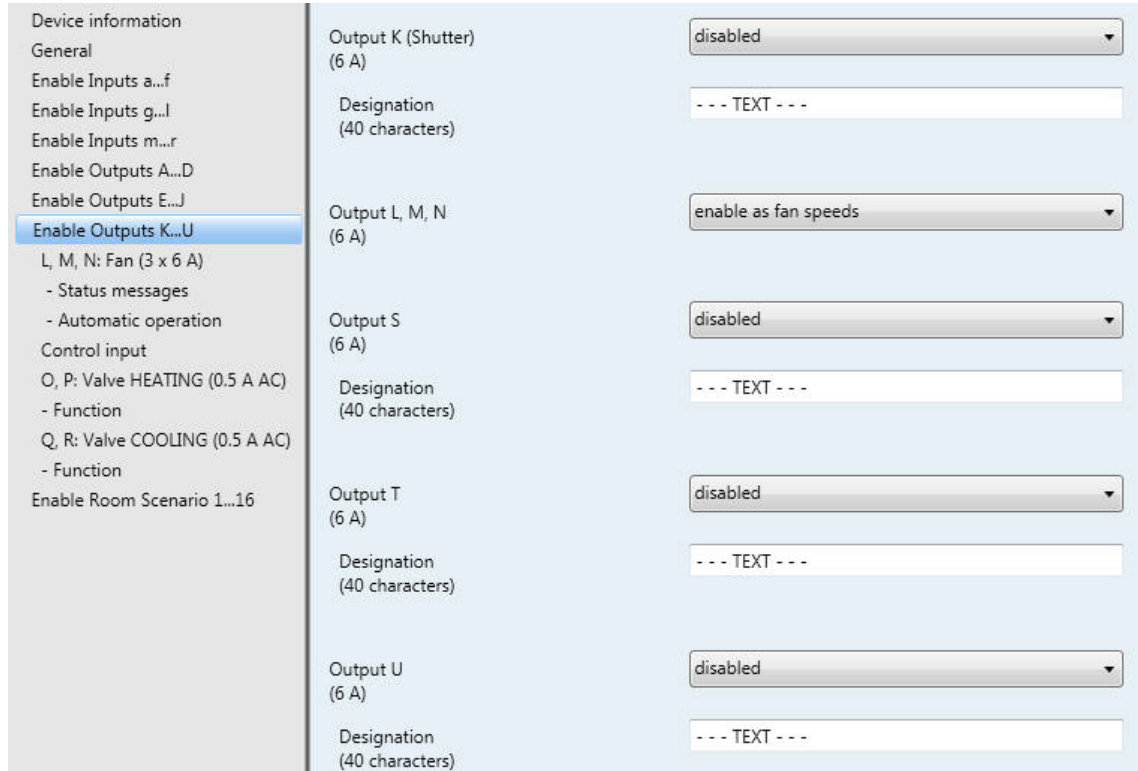 Device information
General
Enable Inputs a...f
Enable Inputs g...l
Enable Inputs m...r
Enable Outputs A...D
Enable Outputs E...J
Enable Outputs K...U
L, M, N: Fan (3 x 6 A)
- Status messages
- Automatic operation
Control input
O, P: Valve HEATING (0.5 A AC)
- Function
Q, R: Valve COOLING (0.5 A AC)
- Function
Enable Room Scenario 1...16
Output K (Shutter)
(6 A)
disabled
Designation
(40 characters)
- - - TEXT - - -
Output L, M, N
(6 A)
enable as fan speeds
Output S
(6 A)
disabled
Designation
(40 characters)
- - - TEXT - - -
Output T
(6 A)
disabled
Designation
(40 characters)
- - - TEXT - - -
Output U
(6 A)
disabled
Designation
(40 characters)
- - - TEXT - - -